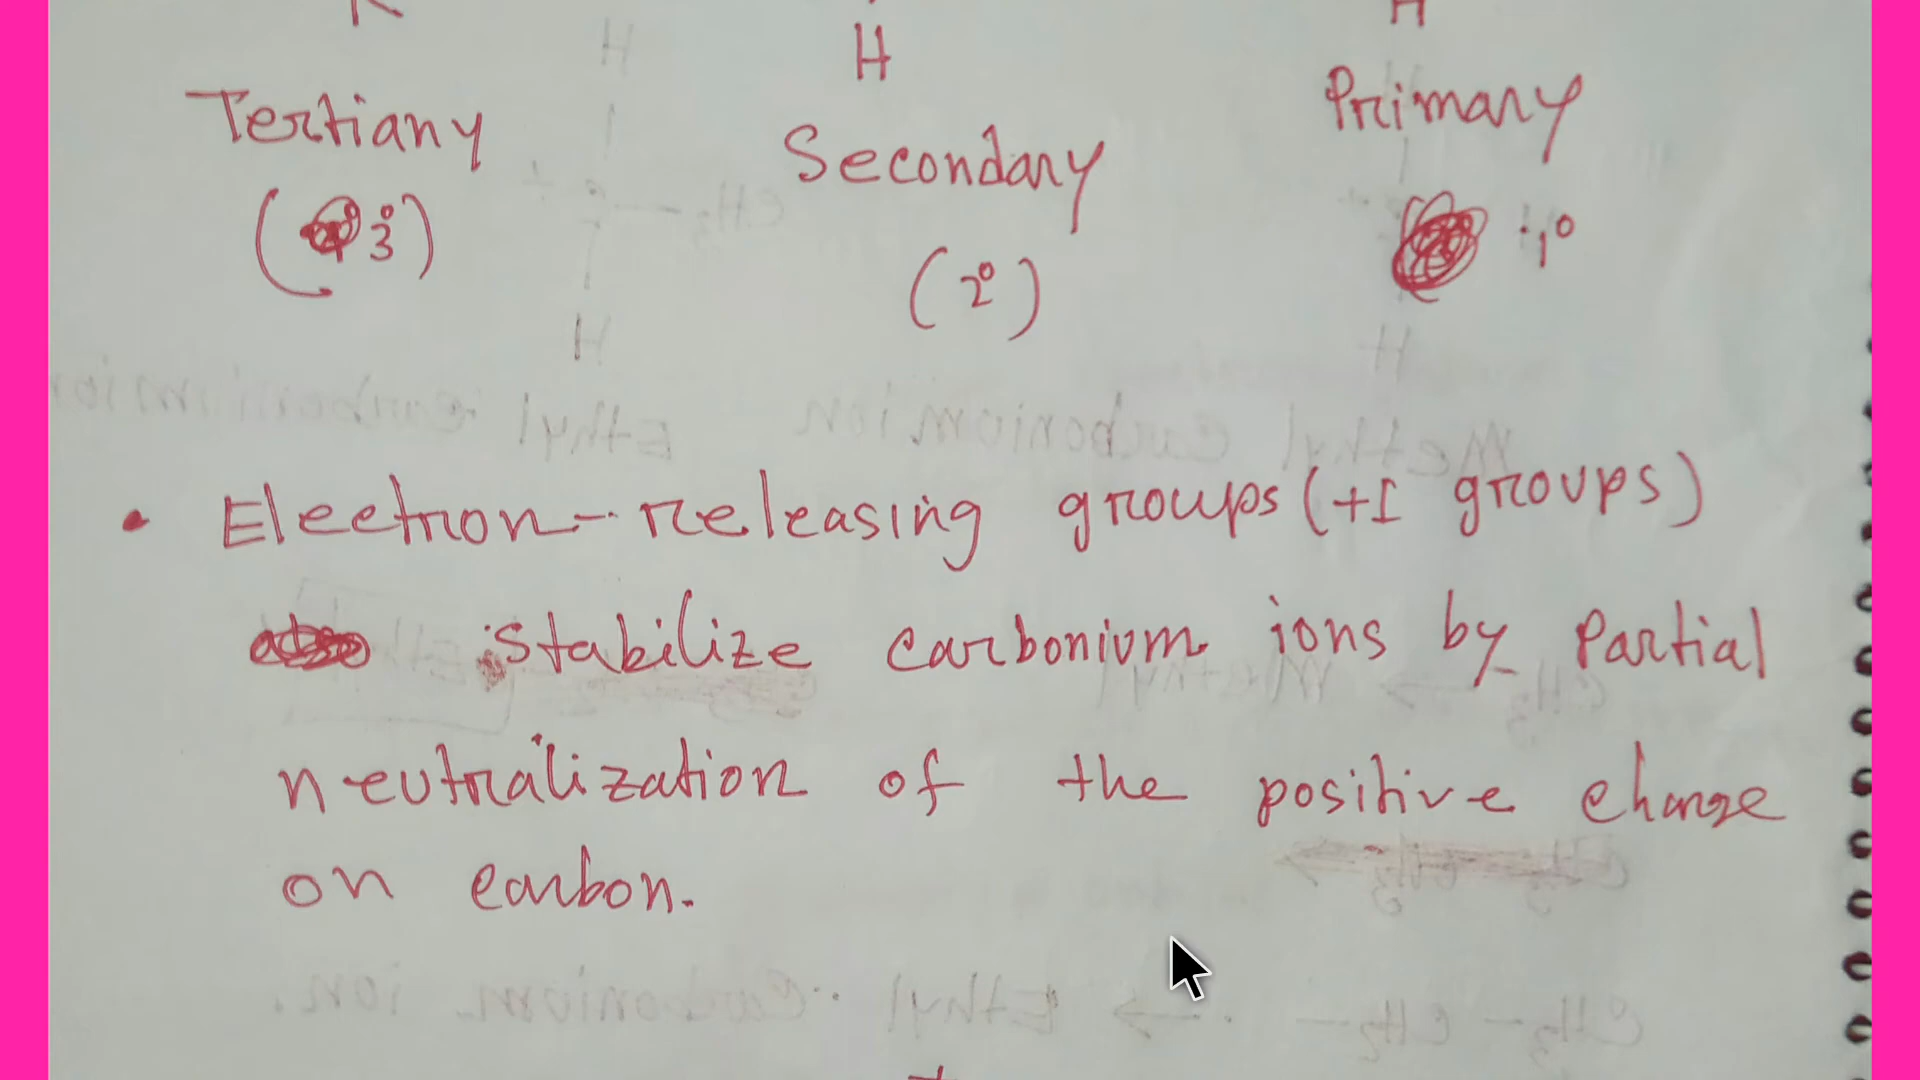 H
Tertiary
Secondary
Primary
(3°)
(2°)
1°
• Electron-releasing groups (+I groups)
stabilize carbonium ions by Partial
neutralization of the positive charge
on carbon.